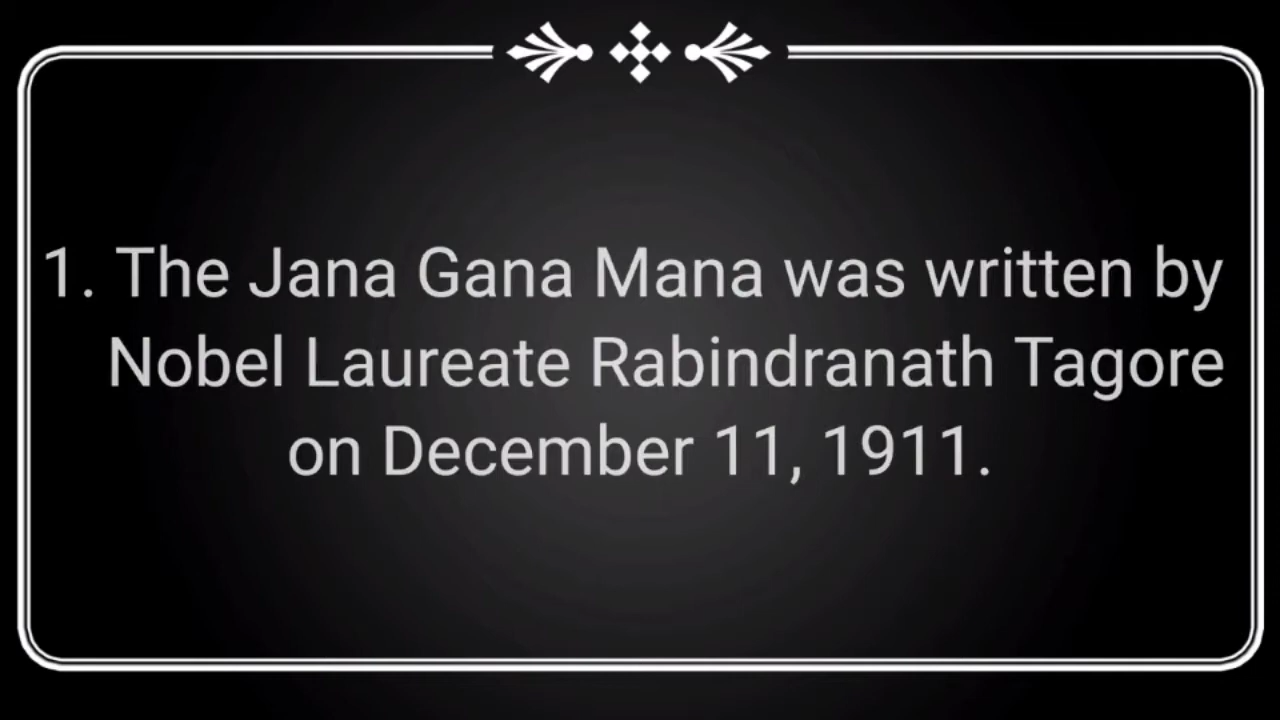 1. The Jana Gana Mana was written by
Nobel Laureate Rabindranath Tagore
on December 11, 1911.